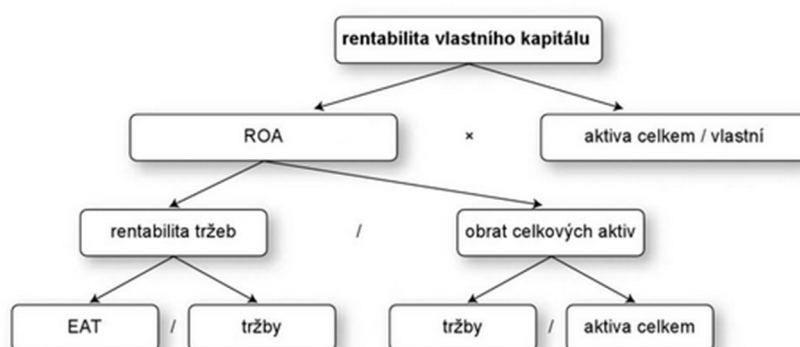 rentabilita vlastního kapitálu
ROA × aktiva celkem / vlastní
rentabilita tržeb / obrat celkových aktiv
EAT / tržby tržby / aktiva celkem